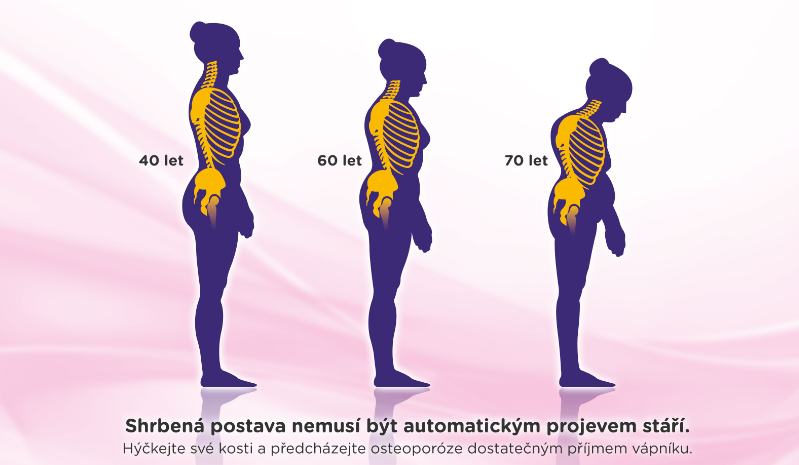 40 let
60 let
70 let
Shrbená postava nemusí být automatickým projevem stáří.
Hýčkejte své kosti a předcházejte osteoporóze dostatečným příjmem vápníku.